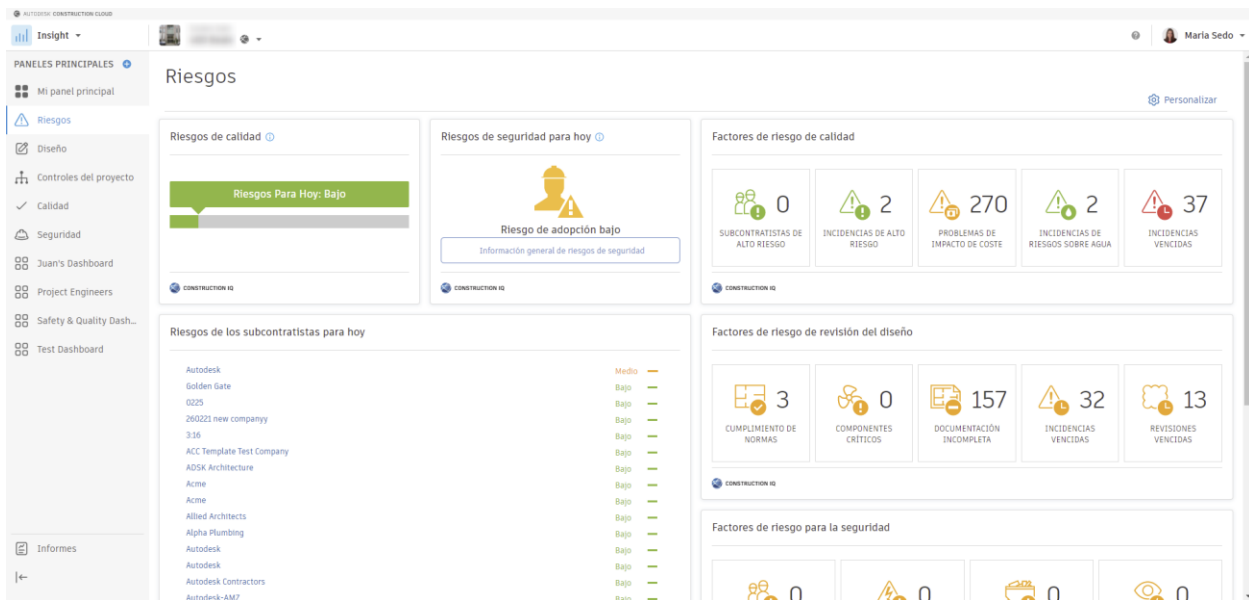 AUTODESK CONSTRUCTION CLOUD
Insight
María Sedo
PANELES PRINCIPALES
Mi panel principal
Riesgos
Diseño
Controles del proyecto
Calidad
Seguridad
Juan's Dashboard
Project Engineers
Safety & Quality Dash...
Test Dashboard
Informes
Riesgos
Personalizar
Riesgos de calidad
Riesgos Para Hoy: Bajo
CONSTRUCTION IQ
Riesgos de seguridad para hoy
Riesgo de adopción bajo
Información general de riesgos de seguridad
CONSTRUCTION IQ
Factores de riesgo de calidad
0
SUBCONTRATISTAS DE
ALTO RIESGO
2
INCIDENCIAS DE ALTO
RIESGO
270
PROBLEMAS DE
IMPACTO DE COSTE
2
INCIDENCIAS DE
RIESGOS SOBRE AGUA
37
INCIDENCIAS
VENCIDAS
CONSTRUCTION IQ
Riesgos de los subcontratistas para hoy
Autodesk Medio
Golden Gate Bajo
0225 Bajo
260221 new companyy Bajo
3:16 Bajo
ACC Template Test Company Bajo
ADSK Architecture Bajo
Acme Bajo
Acme Bajo
Allied Architects Bajo
Alpha Plumbing Bajo
Autodesk Bajo
Autodesk Bajo
Autodesk Contractors Bajo
Autodesk-AMZ Bajo
Factores de riesgo de revisión del diseño
3
CUMPLIMIENTO DE
NORMAS
0
COMPONENTES
CRÍTICOS
157
DOCUMENTACIÓN
INCOMPLETA
32
INCIDENCIAS
VENCIDAS
13
REVISIONES
VENCIDAS
CONSTRUCTION IQ
Factores de riesgo para la seguridad
0
0
0
0